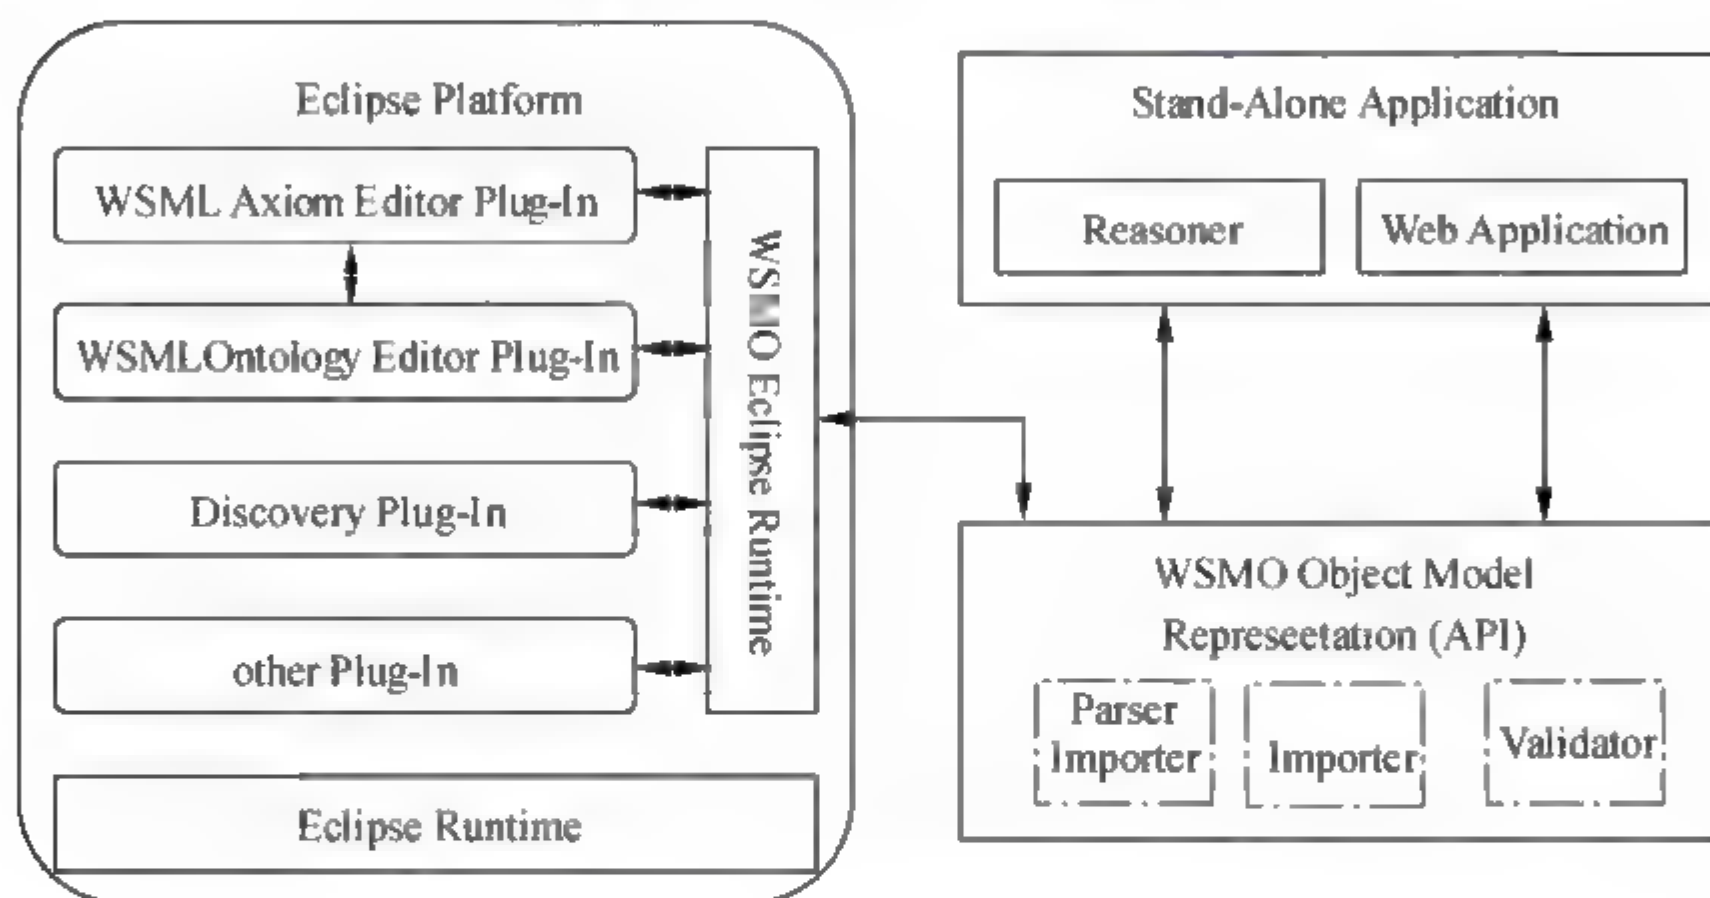 Eclipse Platform
WSML Axiom Editor Plug-In
WSMLOntology Editor Plug-In
Discovery Plug-In
other Plug-In
WSMO Eclipse Runtime
Eclipse Runtime
Stand-Alone Application
Reasoner
Web Application
WSMO Object Model
Represeetation (API)
Parser
Importer
Importer
Validator